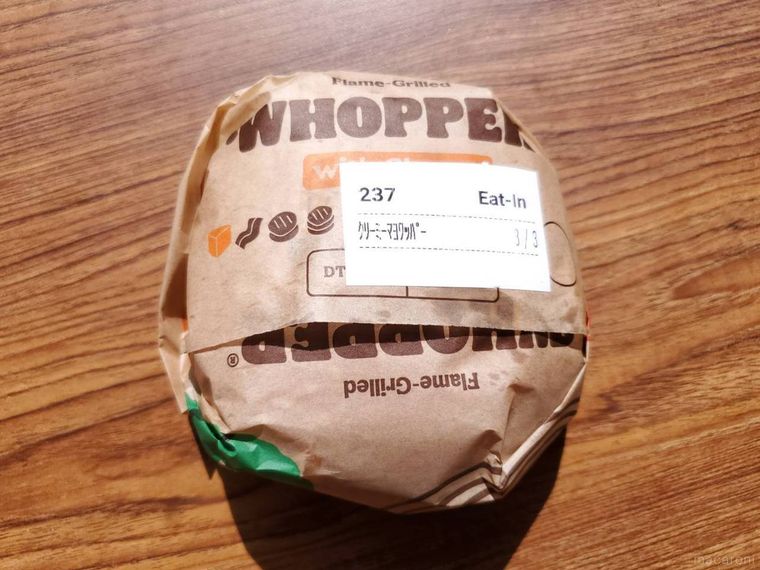 Flame-Grilled
WHOPPER
237 Eat-In
ｸﾘｰﾐｰﾏﾖﾜｯﾊﾟｰ 3/3
DT
WHOPPER®
Flame-Grilled
macaroni